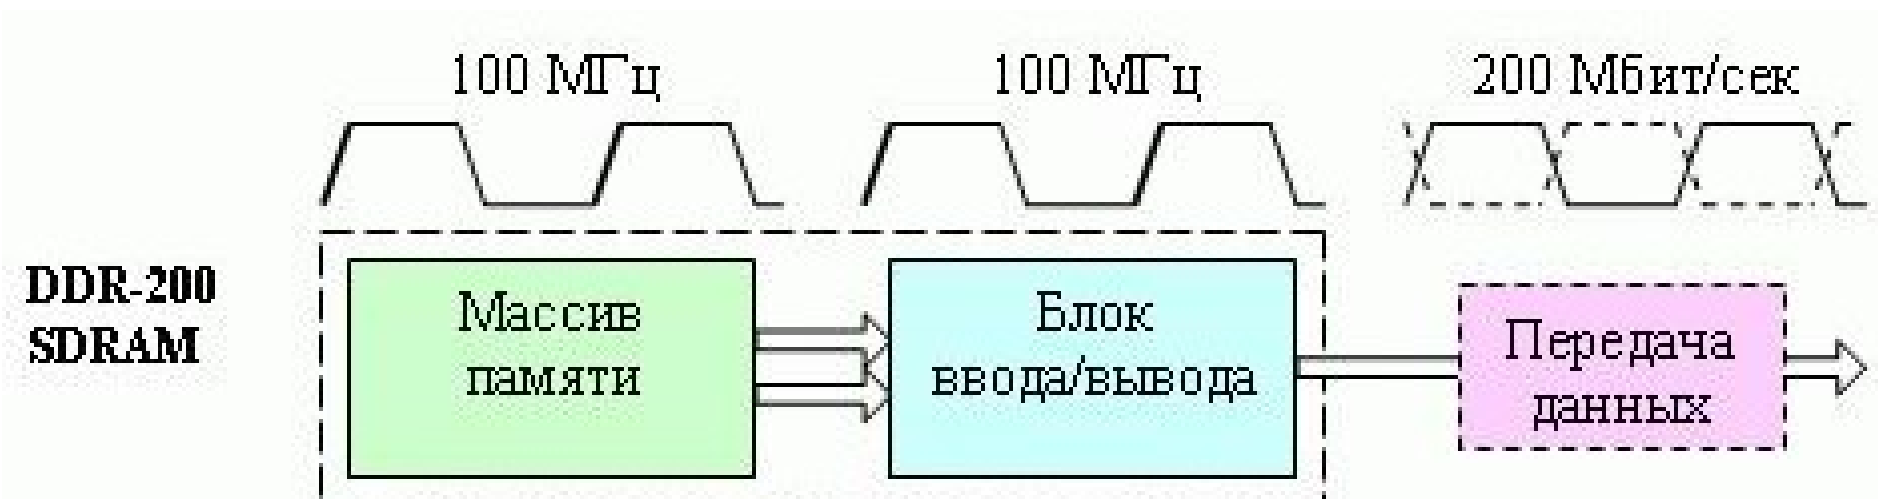 100 МГц
100 МГц
200 Мбит/сек
DDR-200
SDRAM
Массив
памяти
Блок
ввода/вывода
Передача
данных